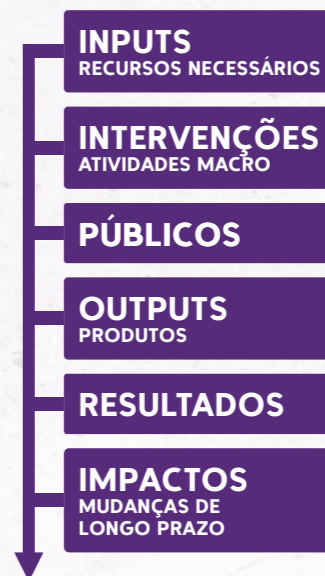 INPUTS
RECURSOS NECESSÁRIOS
INTERVENÇÕES
ATIVIDADES MACRO
PÚBLICOS
OUTPUTS
PRODUTOS
RESULTADOS
IMPACTOS
MUDANÇAS DE
LONGO PRAZO